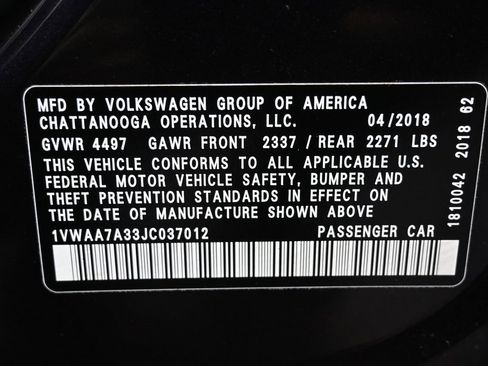 MFD BY VOLKSWAGEN GROUP OF AMERICA
CHATTANOOGA OPERATIONS, LLC. 04/2018
GVWR 4497 GAWR FRONT 2337 / REAR 2271 LBS
THIS VEHICLE CONFORMS TO ALL APPLICABLE U.S.
FEDERAL MOTOR VEHICLE SAFETY, BUMPER AND
THEFT PREVENTION STANDARDS IN EFFECT ON THE
DATE OF MANUFACTURE SHOWN ABOVE
1VWAA7A33JC037012 PASSENGER CAR
1810042 2018 62